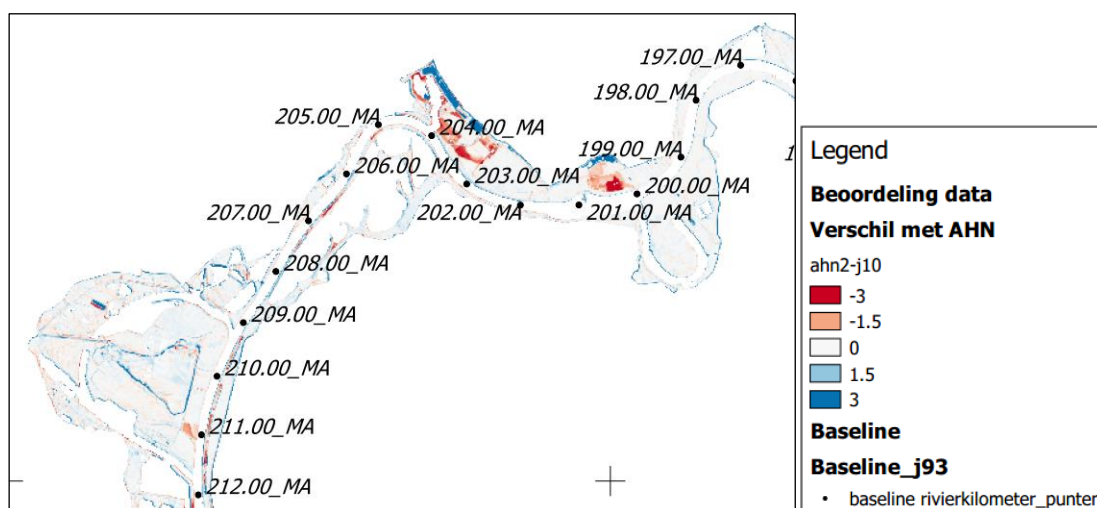 197.00_MA
198.00_MA
205.00_MA
204.00_MA
199.00_MA
206.00_MA
203.00_MA
200.00_MA
207.00_MA
202.00_MA
201.00_MA
208.00_MA
209.00_MA
210.00_MA
211.00_MA
212.00_MA
1
Legend
Beoordeling data
Verschil met AHN
ahn2-j10
-3
-1.5
0
1.5
3
Baseline
Baseline_j93
baseline rivierkilometer_punten